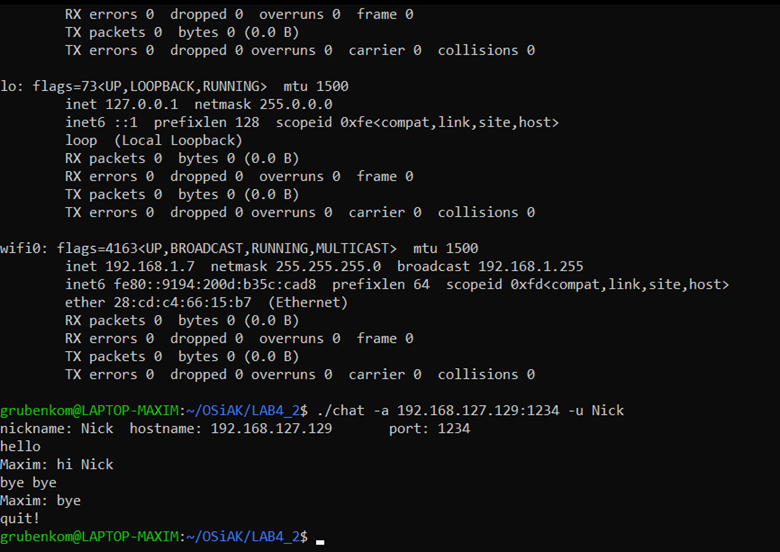 RX errors 0  dropped 0  overruns 0  frame 0
TX packets 0  bytes 0 (0.0 B)
TX errors 0  dropped 0 overruns 0  carrier 0  collisions 0
lo: flags=73<UP,LOOPBACK,RUNNING>  mtu 1500
inet 127.0.0.1  netmask 255.0.0.0
inet6 ::1  prefixlen 128  scopeid 0xfe<compat,link,site,host>
loop  (Local Loopback)
RX packets 0  bytes 0 (0.0 B)
RX errors 0  dropped 0  overruns 0  frame 0
TX packets 0  bytes 0 (0.0 B)
TX errors 0  dropped 0 overruns 0  carrier 0  collisions 0
wifi0: flags=4163<UP,BROADCAST,RUNNING,MULTICAST>  mtu 1500
inet 192.168.1.7  netmask 255.255.255.0  broadcast 192.168.1.255
inet6 fe80::9194:200d:b35c:cad8  prefixlen 64  scopeid 0xfd<compat,link,site,host>
ether 28:cd:c4:66:15:b7  (Ethernet)
RX packets 0  bytes 0 (0.0 B)
RX errors 0  dropped 0  overruns 0  frame 0
TX packets 0  bytes 0 (0.0 B)
TX errors 0  dropped 0 overruns 0  carrier 0  collisions 0
grubenkom@LAPTOP-MAXIM:~/OSiAK/LAB4_2$ ./chat -a 192.168.127.129:1234 -u Nick
nickname: Nick  hostname: 192.168.127.129       port: 1234
hello
Maxim: hi Nick
bye bye
Maxim: bye
quit!
grubenkom@LAPTOP-MAXIM:~/OSiAK/LAB4_2$